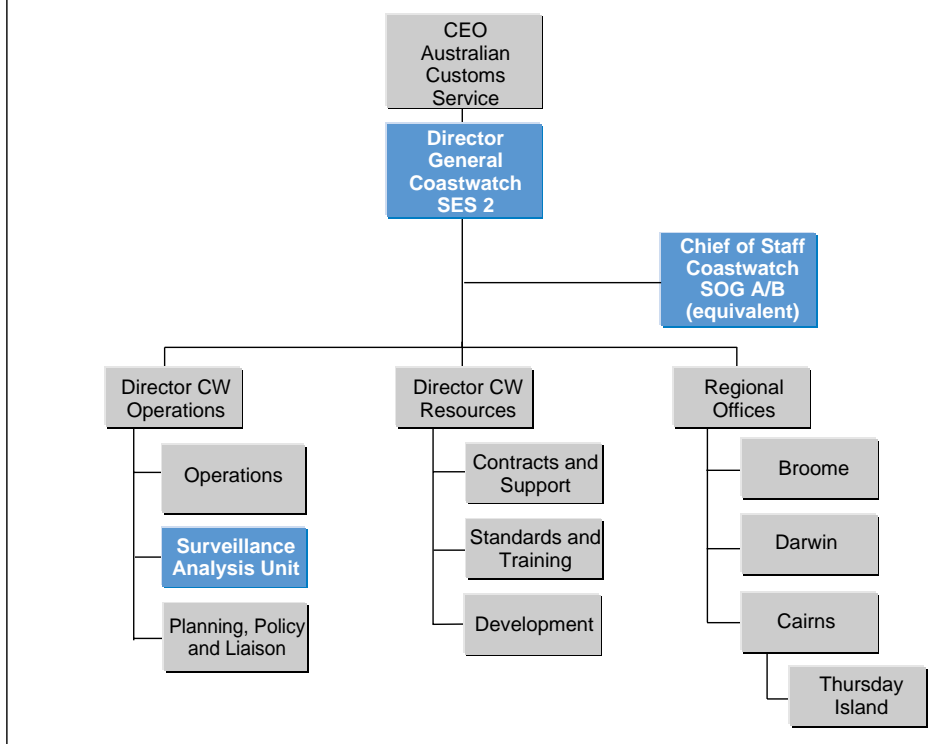 CEO
Australian
Customs
Service
Director
General
Coastwatch
SES 2
Chief of Staff
Coastwatch
SOG A/B
(equivalent)
Director CW
Operations
Operations
Surveillance
Analysis Unit
Planning, Policy
and Liaison
Director CW
Resources
Contracts and
Support
Standards and
Training
Development
Regional
Offices
Broome
Darwin
Cairns
Thursday
Island